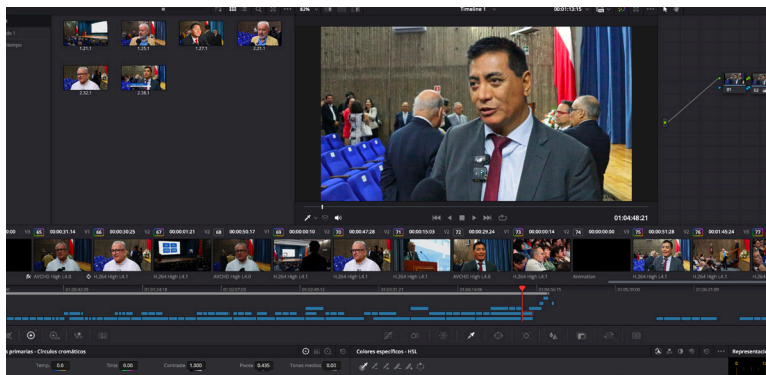 82%
Timeline 1
00:01:13:15
1.21.1
1.25.1
1.27.1
2.21.1
2.32.1
2.38.1
01
02
01:04:48:21
65 00:00:31.14 V1
66 00:00:30:25 V2
67 00:00:01:21 V2
68 00:00:50.17 V1
69 00:00:00:10 V2
70 00:00:47:28 V2
71 00:00:15:03 V2
72 00:00:29.24 V1
73 00:00:00:14 V2
74 00:00:00:00 V3
75 00:00:51:28 V2
76 00:01:45:24 V3
77
fx AVCHD High L4.0
H.264 High L4.1
H.264 High L4.1
AVCHD High L4.0
H.264 High L4.1
H.264 High L4.1
H.264 High L4.1
AVCHD High L4.0
H.264 High L4.1
Animation
H.264 High L4.1
H.264 High L4.1
s primarias - Círculos cromáticos
Colores específicos - HSL
Temp. 0.0
Tinte 0.00
Contraste 1.000
Pivote 0.435
Tonos medios 0.00